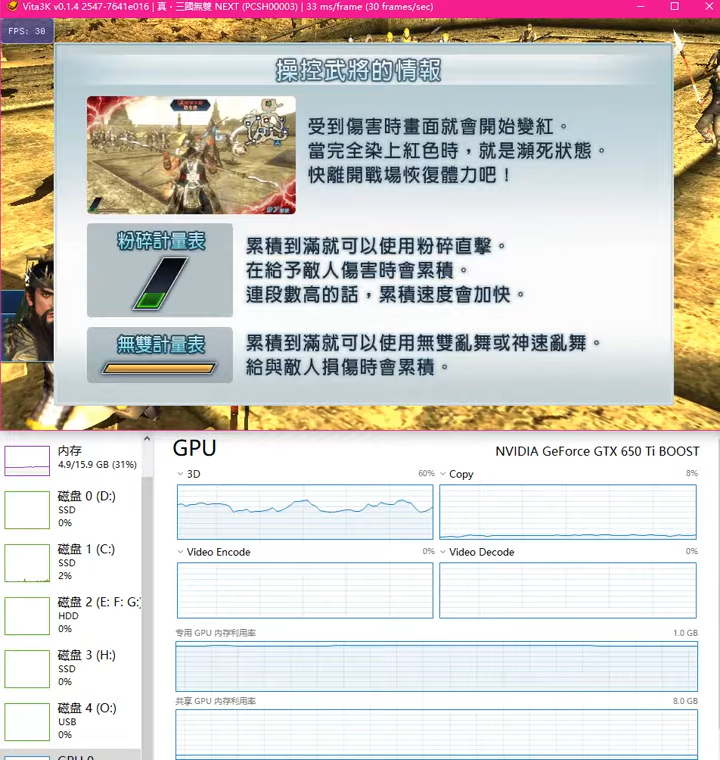 Vita3K v0.1.4 2547-7641e016 | 真・三國無雙 NEXT (PCSH00003) | 33 ms/frame (30 frames/sec)
FPS: 30
操控武將的情報
受到傷害時畫面就會開始變紅。
當完全染上紅色時，就是瀕死狀態。
快離開戰場恢復體力吧！
粉碎計量表
累積到滿就可以使用粉碎直擊。
在給予敵人傷害時會累積。
連段數高的話，累積速度會加快。
無雙計量表
累積到滿就可以使用無雙亂舞或神速亂舞。
給與敵人損傷時會累積。
内存
4.9/15.9 GB (31%)
磁盘 0 (D:)
SSD
0%
磁盘 1 (C:)
SSD
2%
磁盘 2 (E: F: G:)
HDD
0%
磁盘 3 (H:)
SSD
0%
磁盘 4 (O:)
USB
0%
GPU 0
GPU
NVIDIA GeForce GTX 650 Ti BOOST
3D
60%
Copy
8%
Video Encode
0%
Video Decode
0%
专用 GPU 内存利用率
1.0 GB
共享 GPU 内存利用率
8.0 GB